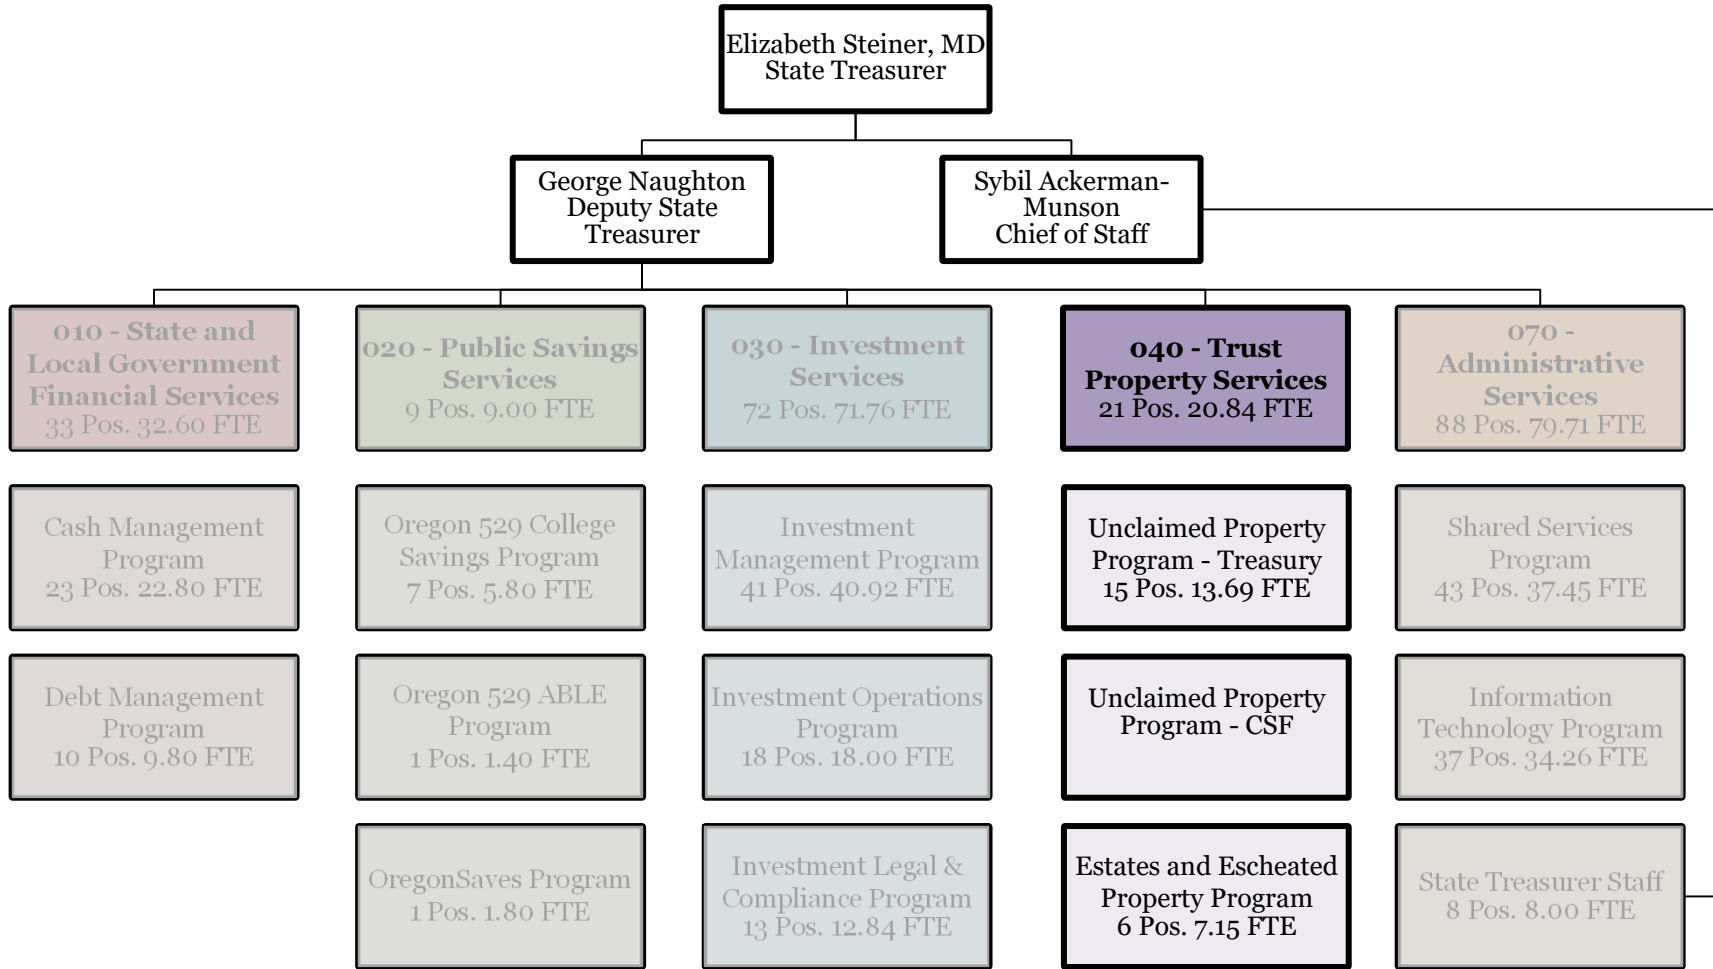 Elizabeth Steiner, MD
State Treasurer
George Naughton
Deputy State
Treasurer
Sybil Ackerman-
Munson
Chief of Staff
010 - State and
Local Government
Financial Services
33 Pos. 32.60 FTE
020 - Public Savings
Services
9 Pos. 9.00 FTE
030 - Investment
Services
72 Pos. 71.76 FTE
040 - Trust
Property Services
21 Pos. 20.84 FTE
070 -
Administrative
Services
88 Pos. 79.71 FTE
Cash Management
Program
23 Pos. 22.80 FTE
Oregon 529 College
Savings Program
7 Pos. 5.80 FTE
Investment
Management Program
41 Pos. 40.92 FTE
Unclaimed Property
Program - Treasury
15 Pos. 13.69 FTE
Shared Services
Program
43 Pos. 37.45 FTE
Debt Management
Program
10 Pos. 9.80 FTE
Oregon 529 ABLE
Program
1 Pos. 1.40 FTE
Investment Operations
Program
18 Pos. 18.00 FTE
Unclaimed Property
Program - CSF
Information
Technology Program
37 Pos. 34.26 FTE
OregonSaves Program
1 Pos. 1.80 FTE
Investment Legal &
Compliance Program
13 Pos. 12.84 FTE
Estates and Escheated
Property Program
6 Pos. 7.15 FTE
State Treasurer Staff
8 Pos. 8.00 FTE